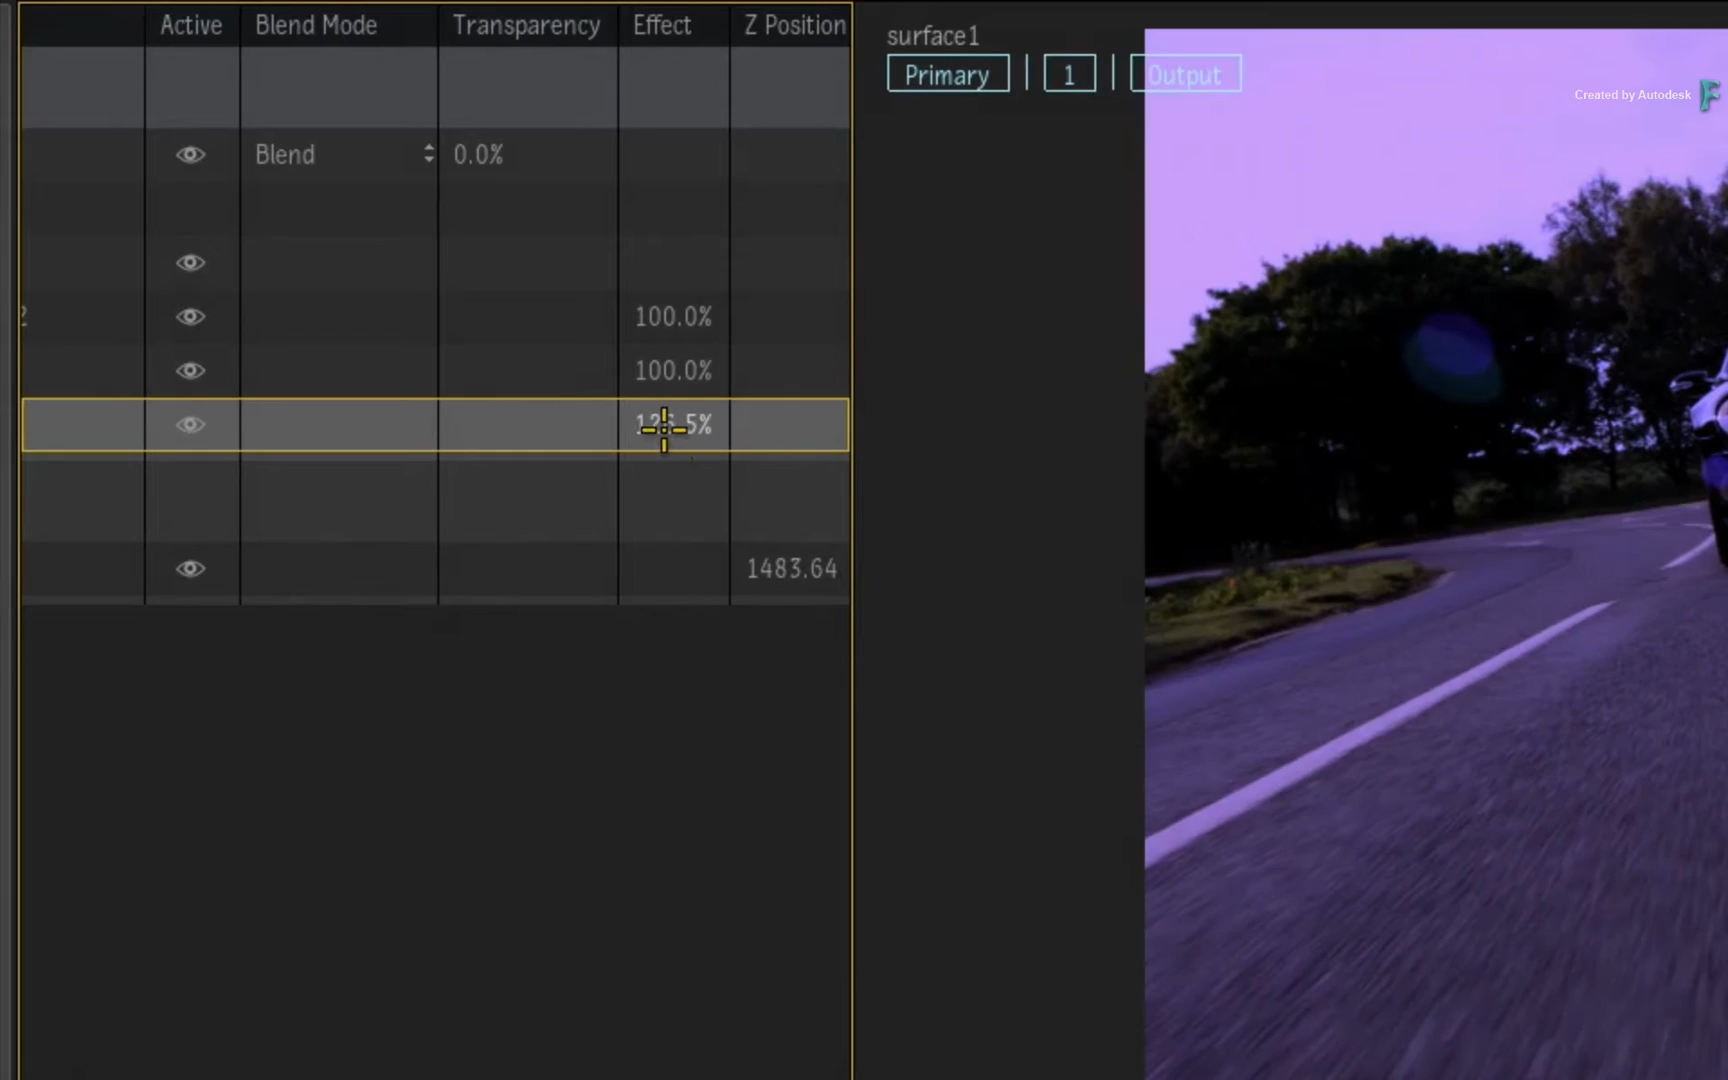 Active Blend Mode Transparency Effect Z Position
Blend 0.0%
100.0%
100.0%
1483.64
surface1
Primary | 1 | Output
Created by Autodesk